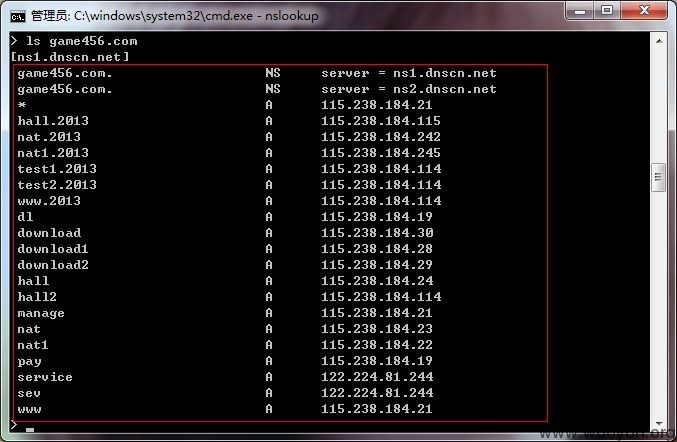 管理员: C:\windows\system32\cmd.exe - nslookup
> ls game456.com
[ns1.dnscn.net]
game456.com. NS server = ns1.dnscn.net
game456.com. NS server = ns2.dnscn.net
* A 115.238.184.21
hall.2013 A 115.238.184.115
nat.2013 A 115.238.184.242
nat1.2013 A 115.238.184.245
test1.2013 A 115.238.184.114
test2.2013 A 115.238.184.114
www.2013 A 115.238.184.114
dl A 115.238.184.19
download A 115.238.184.30
download1 A 115.238.184.28
download2 A 115.238.184.29
hall A 115.238.184.24
hall2 A 115.238.184.114
manage A 115.238.184.21
nat A 115.238.184.23
nat1 A 115.238.184.22
pay A 115.238.184.19
service A 122.224.81.244
sev A 122.224.81.244
www A 115.238.184.21
>
www.wooyun.org